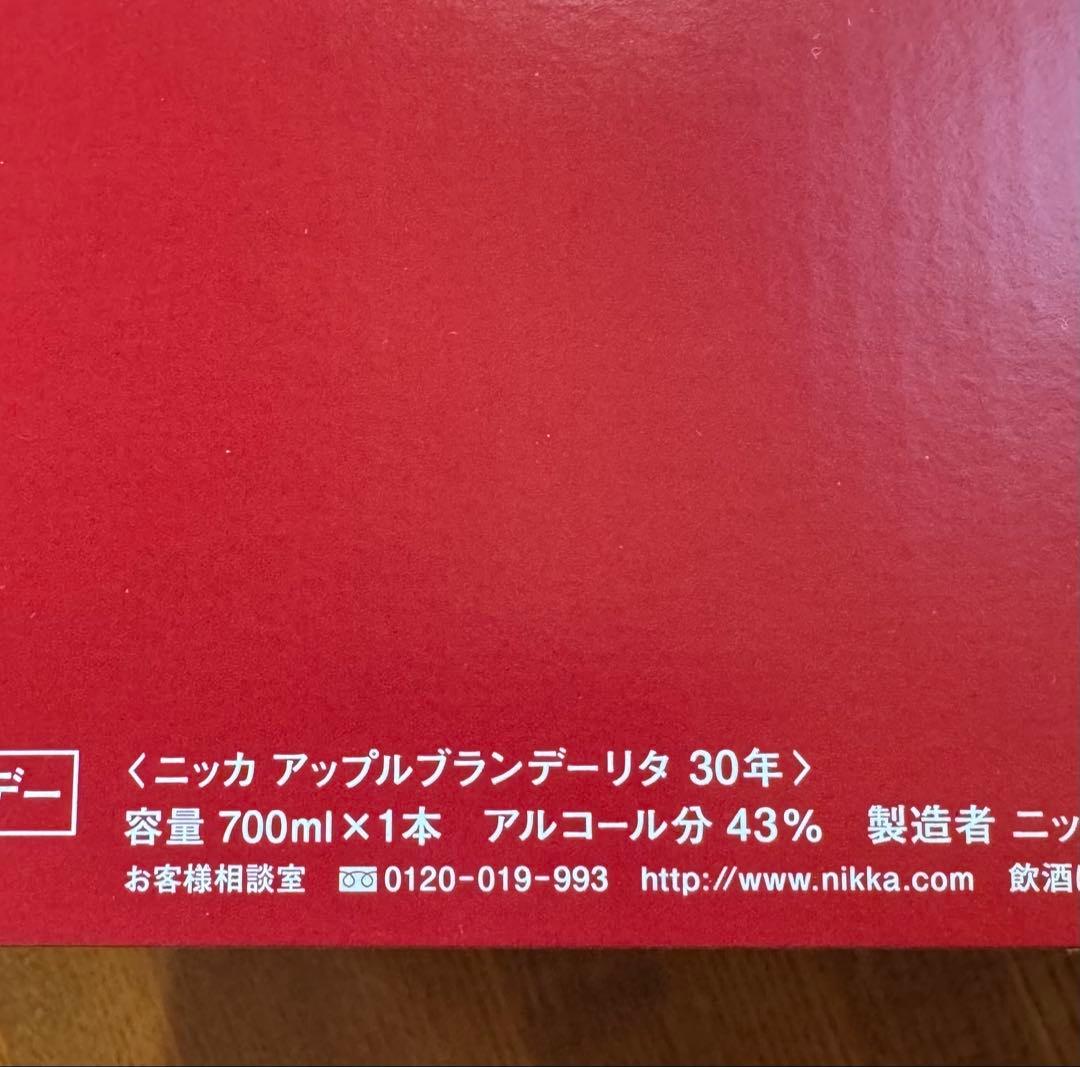 デー
〈ニッカ アップルブランデーリタ 30年〉
容量 700ml×1本 アルコール分 43% 製造者 ニッ
お客様相談室 0120-019-993 http://www.nikka.com 飲酒